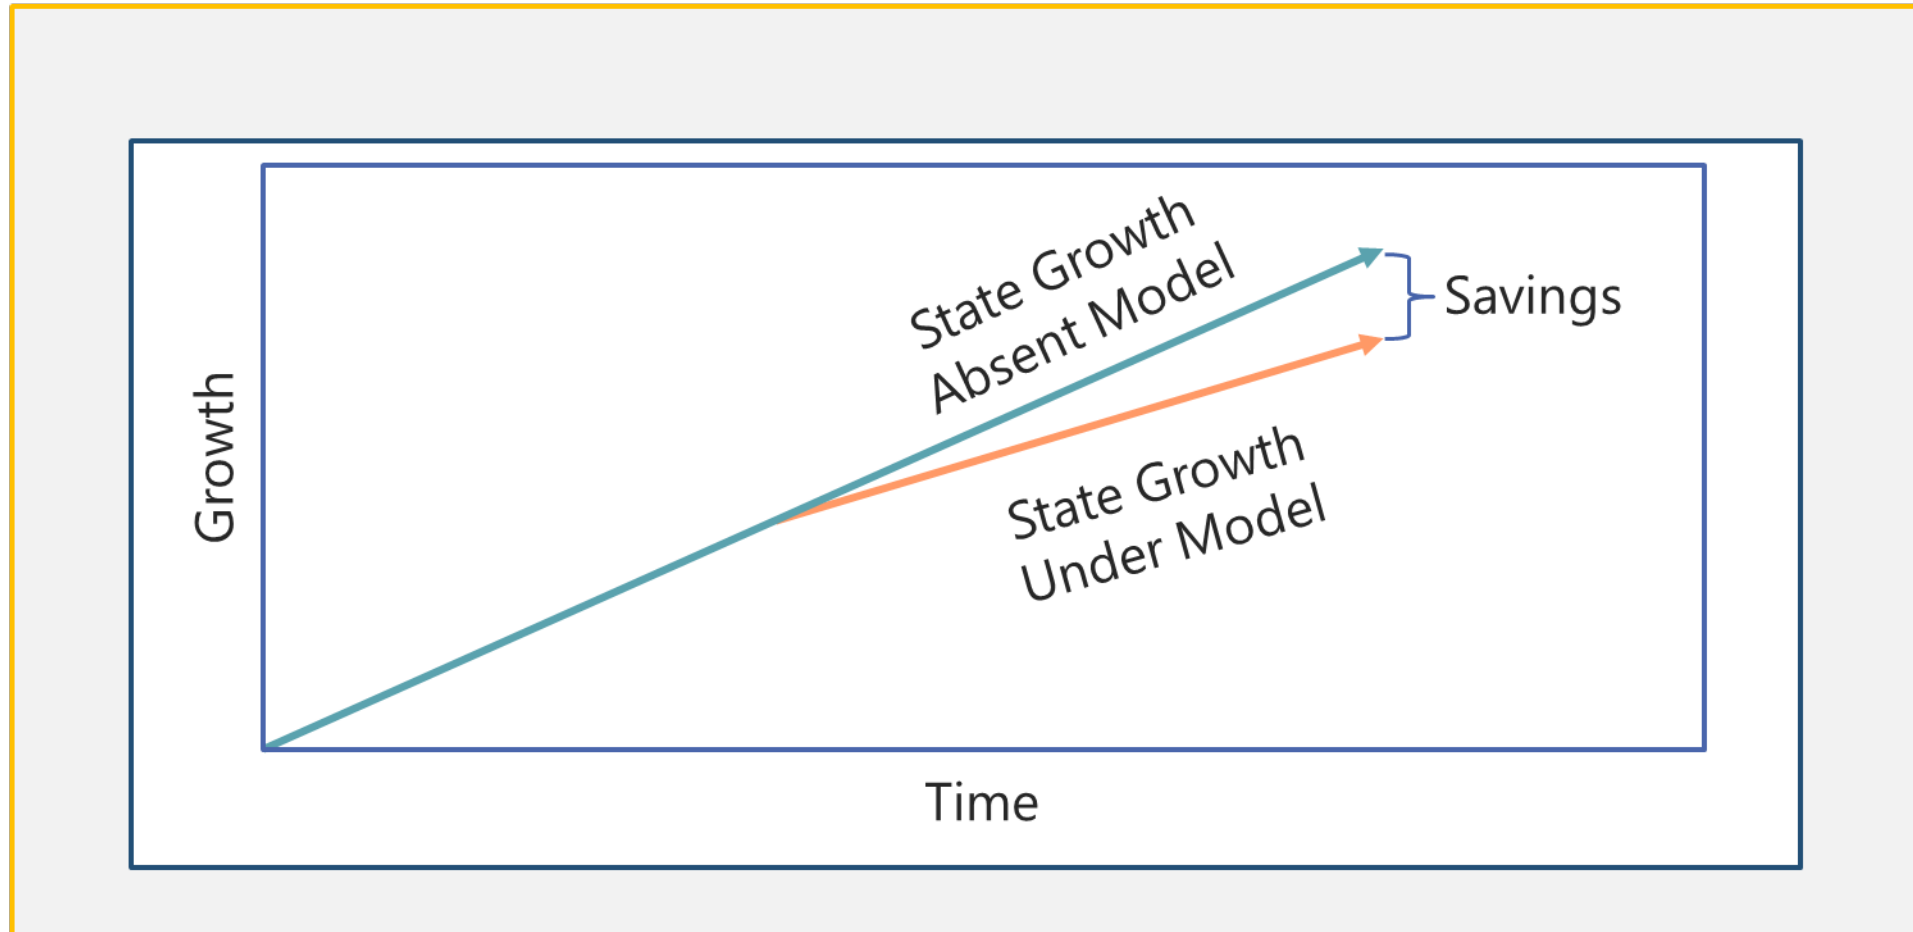 State Growth
Absent Model
Savings
Growth
State Growth
Under Model
Time